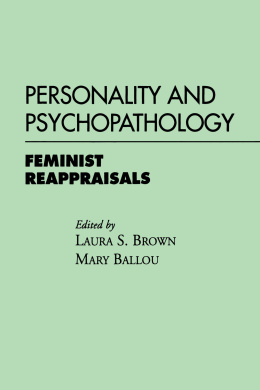 PERSONALITY AND
PSYCHOPATHOLOGY
FEMINIST
REAPPRAISALS
Edited by
LAURA S. BROWN
MARY BALLOU